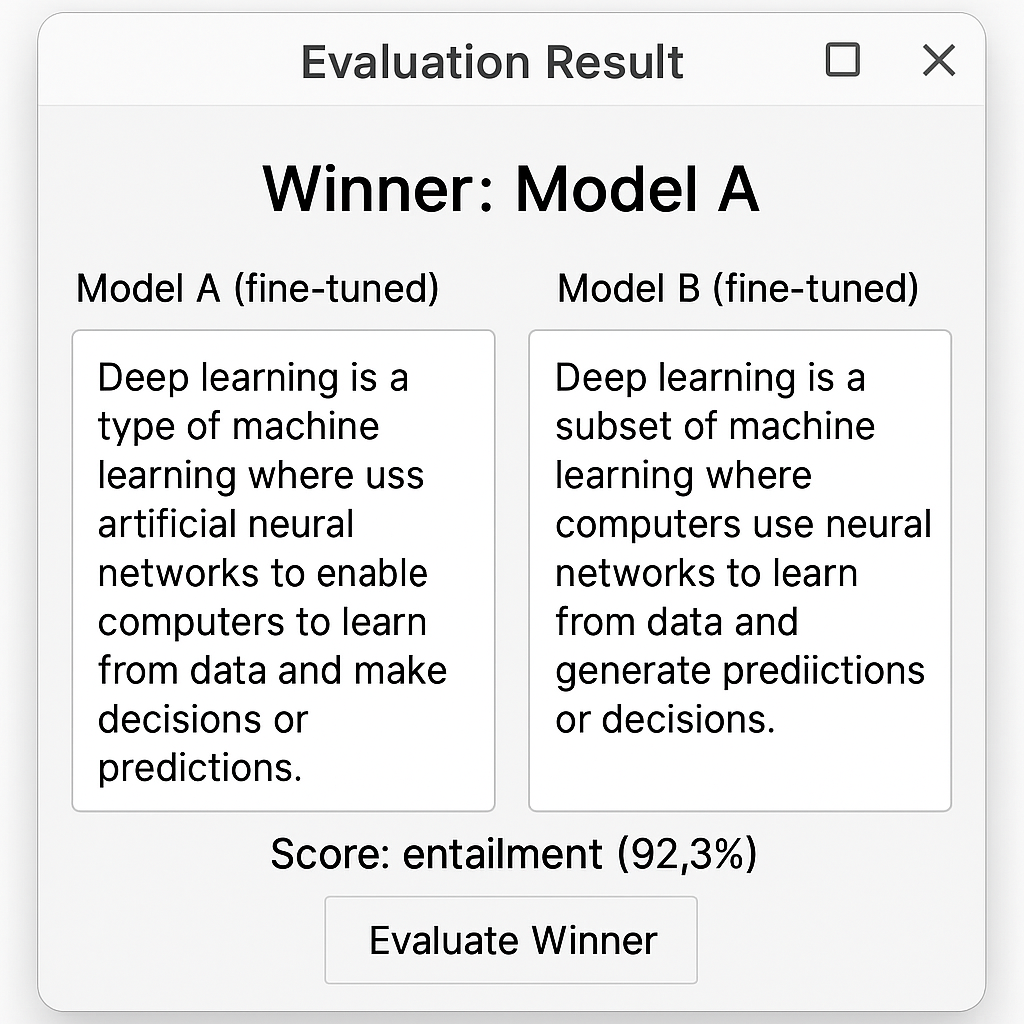 Evaluation Result
Winner: Model A
Model A (fine-tuned)
Deep learning is a
type of machine
learning where uss
artificial neural
networks to enable
computers to learn
from data and make
decisions or
predictions.
Model B (fine-tuned)
Deep learning is a
subset of machine
learning where
computers use neural
networks to learn
from data and
generate prediictions
or decisions.
Score: entailment (92,3%)
Evaluate Winner